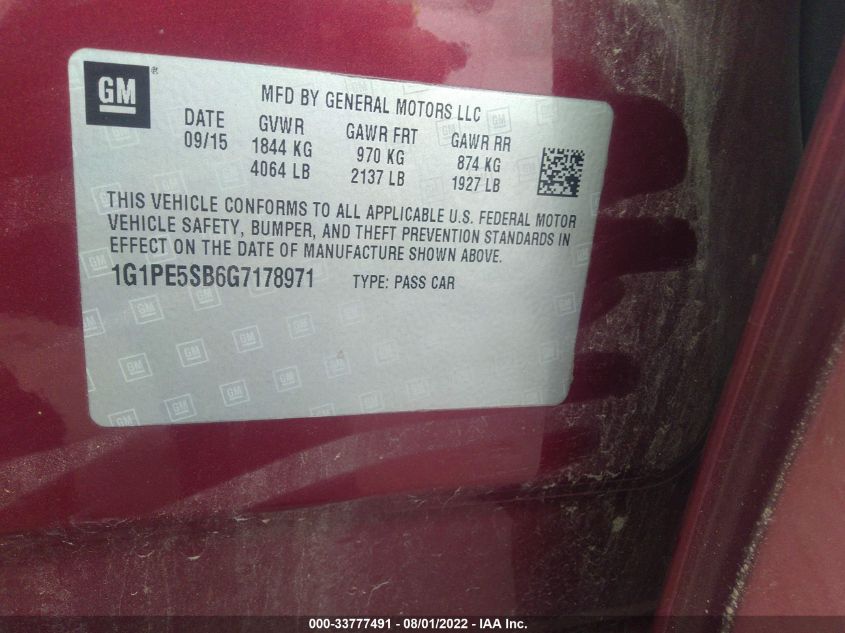 GM ®
MFD BY GENERAL MOTORS LLC
DATE GVWR GAWR FRT GAWR RR
09/15 1844 KG 970 KG 874 KG
4064 LB 2137 LB 1927 LB
THIS VEHICLE CONFORMS TO ALL APPLICABLE U.S. FEDERAL MOTOR
VEHICLE SAFETY, BUMPER, AND THEFT PREVENTION STANDARDS IN
EFFECT ON THE DATE OF MANUFACTURE SHOWN ABOVE.
1G1PE5SB6G7178971 TYPE: PASS CAR
000-33777491 - 08/01/2022 - IAA Inc.